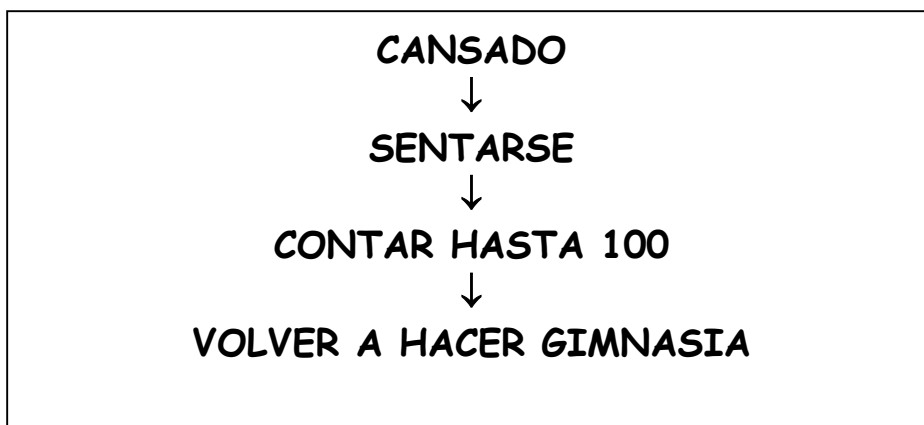 CANSADO
↓
SENTARSE
↓
CONTAR HASTA 100
↓
VOLVER A HACER GIMNASIA